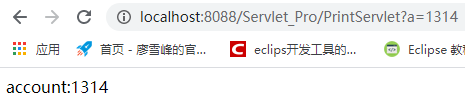 localhost:8088/Servlet_Pro/PrintServlet?a=1314
应用 首页 - 廖雪峰的官... eclips开发工具的... Eclipse 教
account:1314